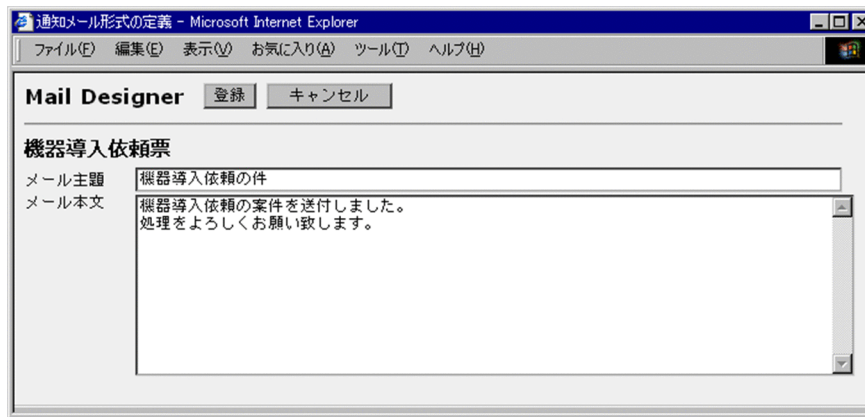 通知メール形式の定義 - Microsoft Internet Explorer
ファイル(F) 編集(E) 表示(V) お気に入り(A) ツール(T) ヘルプ(H)
Mail Designer 登録 キャンセル
機器導入依頼票
メール主題 機器導入依頼の件
メール本文 機器導入依頼の案件を送付しました。
処理をよろしくお願い致します。